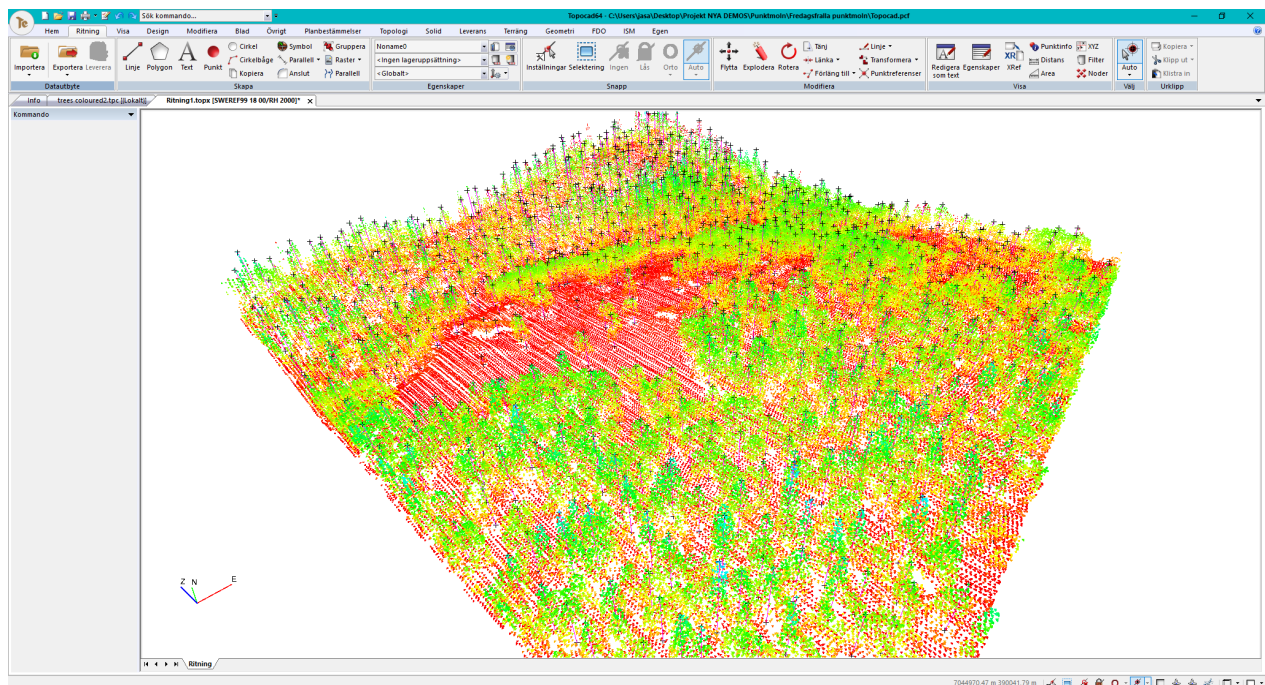 Te
Sök kommando...
Topocad64 - C:\Users\jasa\Desktop\Projekt NYA DEMOS\Punktmoln\Fredagsfralla punktmoln\Topocad.pcf
Hem Ritning Visa Design Modifiera Blad Övrigt Planbestämmelser Topologi Solid Leverans Terräng Geometri FDO ISM Egen
Importera Exportera Leverera
Datautbyte
Linje Polygon Text Punkt
Cirkel Symbol Gruppera
Cirkelbåge Parallell Raster
Kopiera Anslut Parallell
Skapa
Noname0
<Ingen lageruppsättning>
<Globalt>
Egenskaper
Inställningar Selektering Ingen Lås Orto Auto
Snapp
Flytta Explodera Rotera
Tänj Linje
Länka Transformera
Förläng till Punktreferenser
Modifiera
Redigera som text Egenskaper XRef
Punktinfo XYZ
Distans Filter
Area Noder
Visa
Auto
Välj
Kopiera
Klipp ut
Klistra in
Urklipp
Info trees coloured2.tpc [[Lokalt]] Ritning1.topx [SWEREF99 18 00/RH 2000]* x
Kommando
Z N E
Ritning
7044970.47 m 390041.79 m